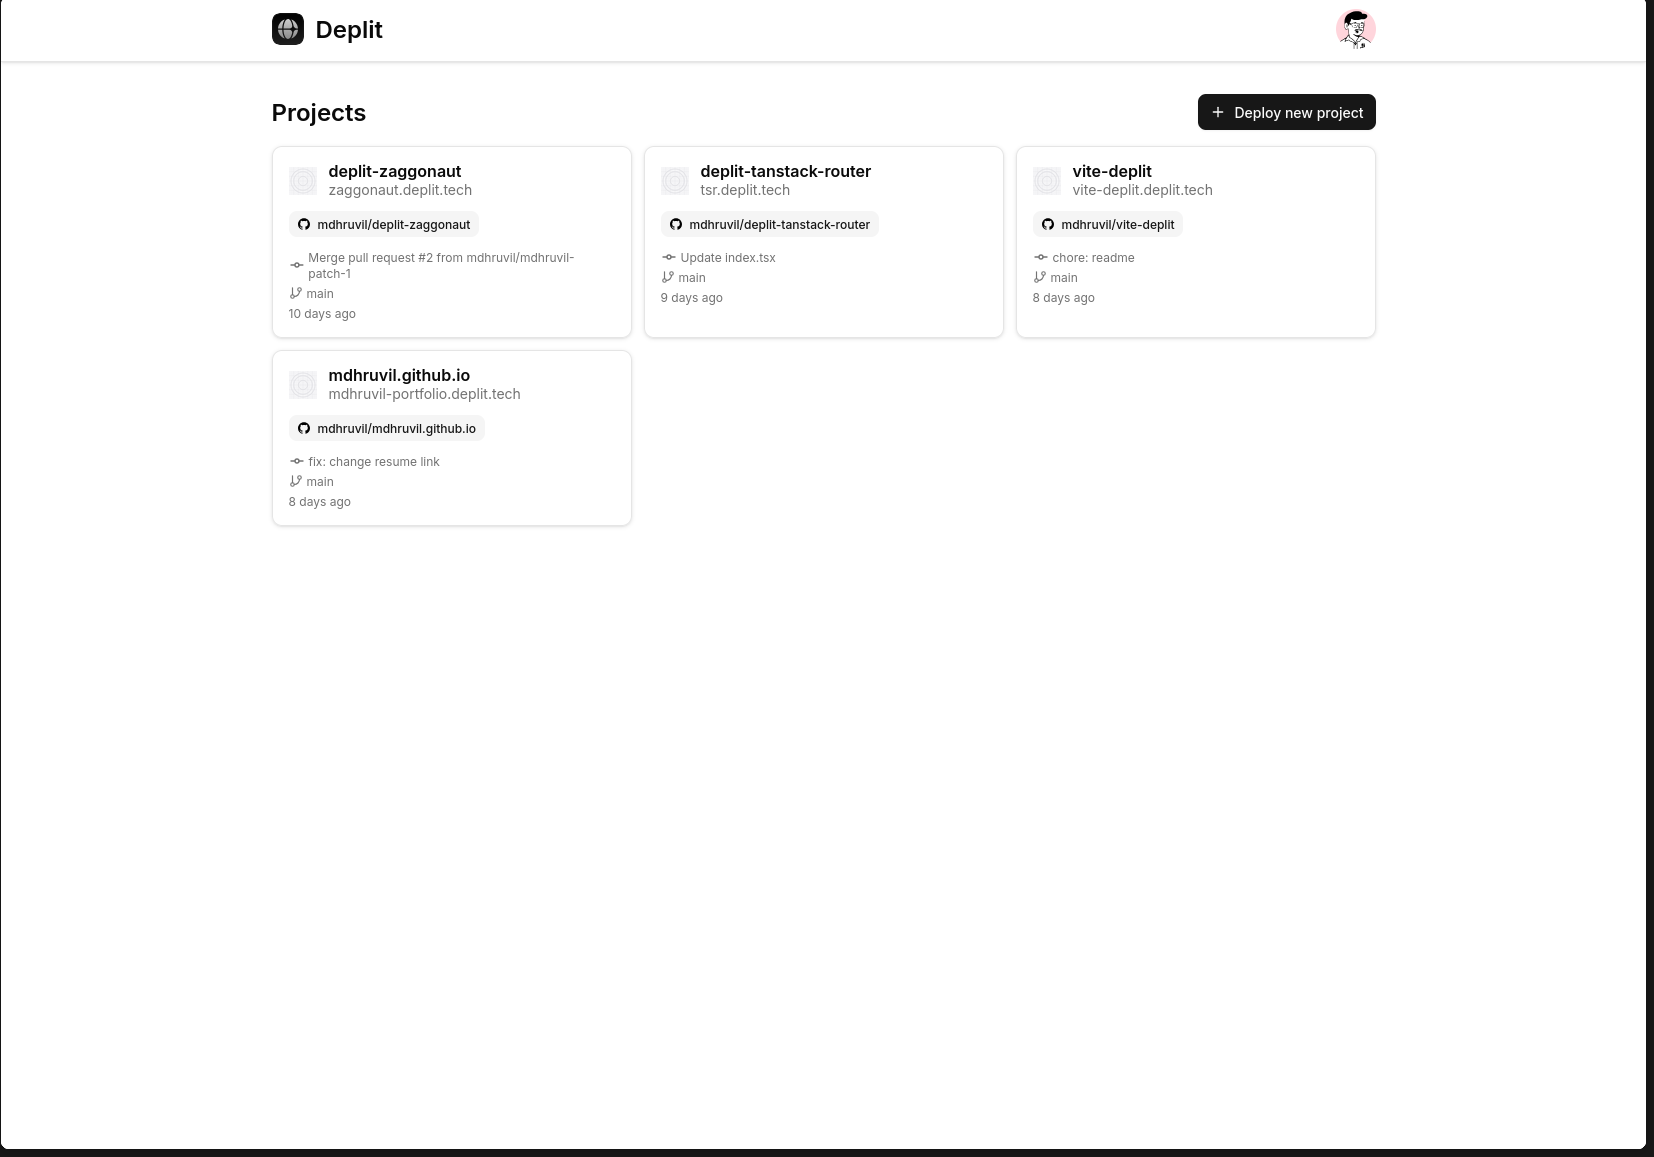 Deplit
Projects
Deploy new project
deplit-zaggonaut
zaggonaut.deplit.tech
mdhruvil/deplit-zaggonaut
Merge pull request #2 from mdhruvil/mdhruvil-
patch-1
main
10 days ago
deplit-tanstack-router
tsr.deplit.tech
mdhruvil/deplit-tanstack-router
Update index.tsx
main
9 days ago
vite-deplit
vite-deplit.deplit.tech
mdhruvil/vite-deplit
chore: readme
main
8 days ago
mdhruvil.github.io
mdhruvil-portfolio.deplit.tech
mdhruvil/mdhruvil.github.io
fix: change resume link
main
8 days ago